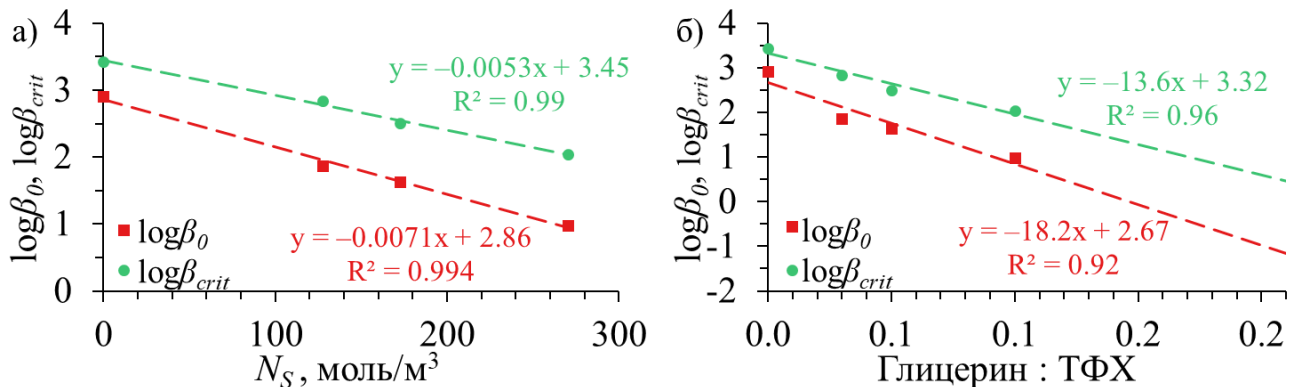 а)
4
3
2
1
0
logβ₀, logβcrit
y = –0.0053x + 3.45
R² = 0.99
logβ₀
logβcrit
y = –0.0071x + 2.86
R² = 0.994
0
100
200
300
N_S, моль/м³
б)
4
3
2
1
0
-1
-2
logβ₀, logβcrit
y = –13.6x + 3.32
R² = 0.96
logβ₀
logβcrit
y = –18.2x + 2.67
R² = 0.92
0.0
0.1
0.1
0.2
0.2
Глицерин : ТФХ